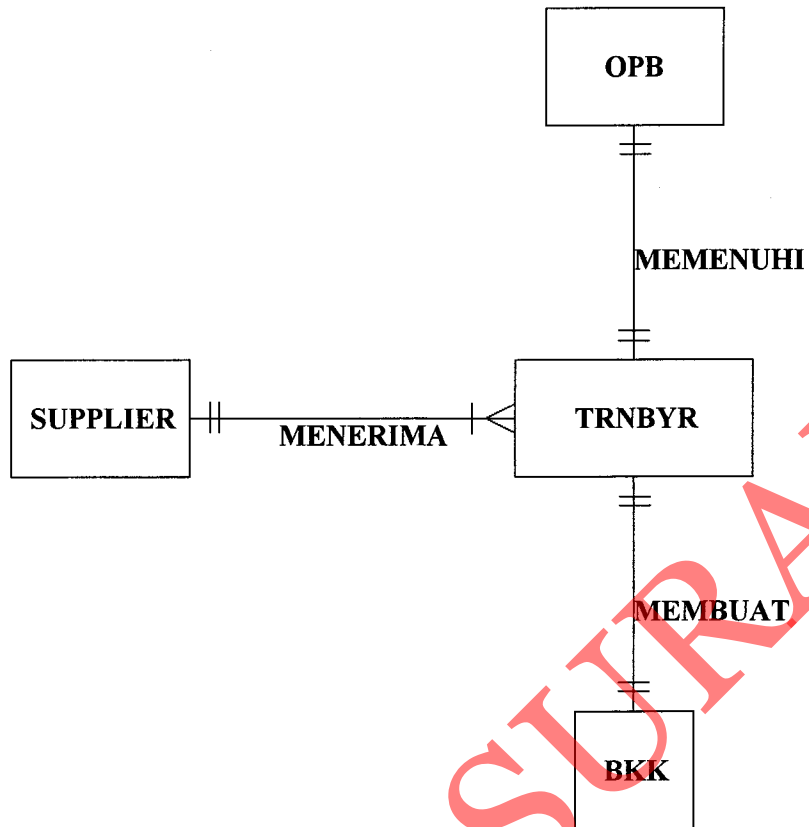 OPB
MEMENUHI
SUPPLIER
MENERIMA
TRNBYR
MEMBUAT
BKK
SURA